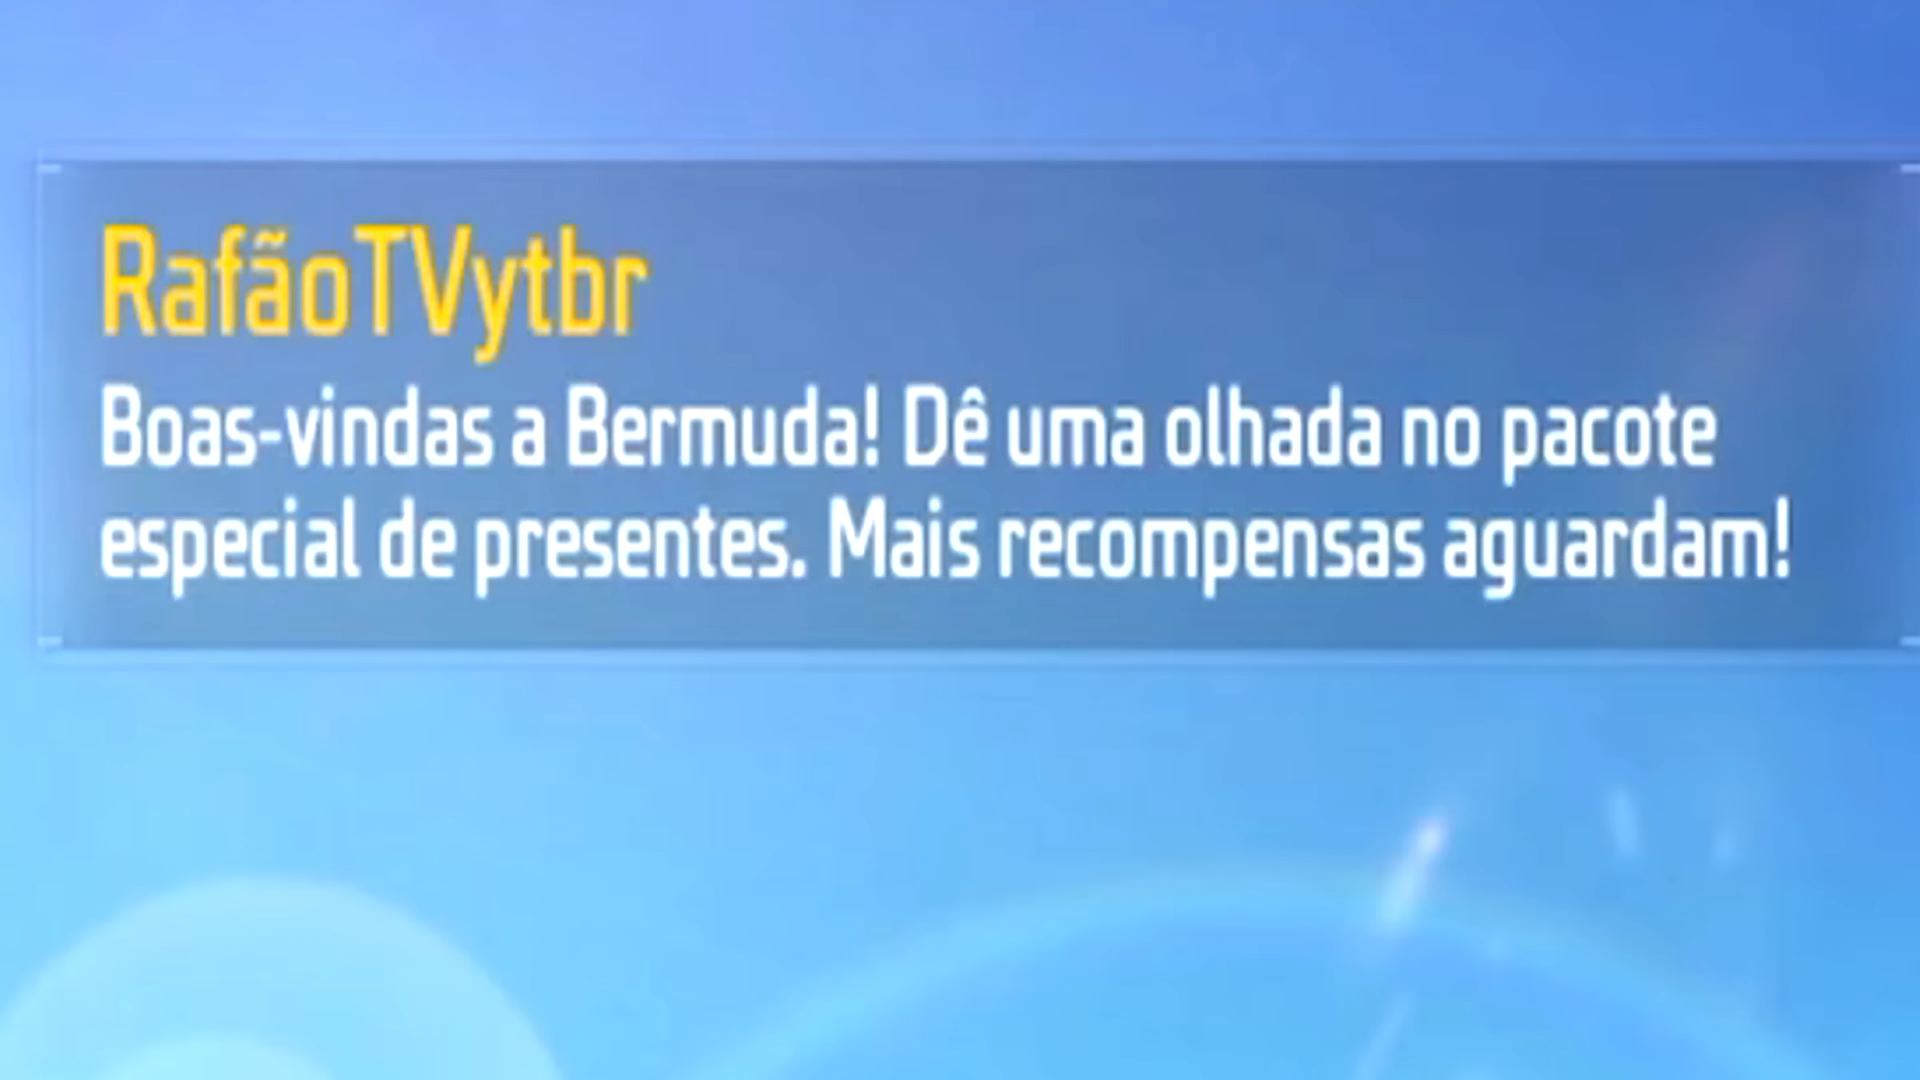 RafãoTVytbr
Boas-vindas a Bermuda! Dê uma olhada no pacote
especial de presentes. Mais recompensas aguardam!